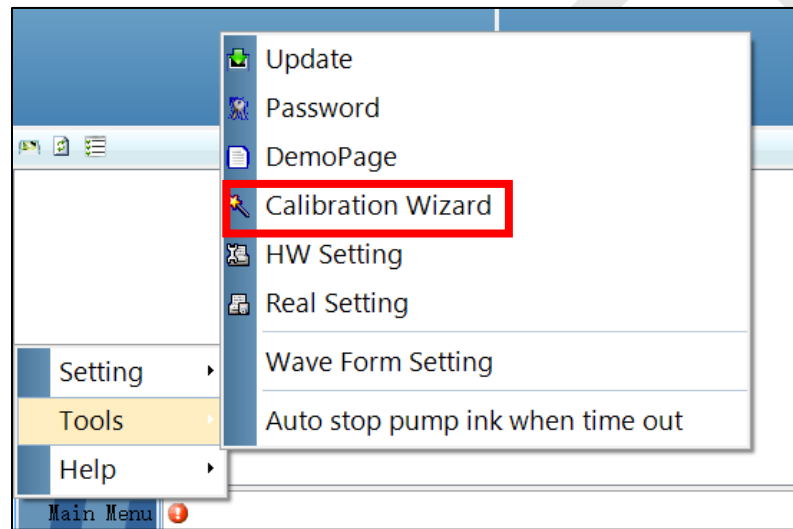 Update
Password
DemoPage
Calibration Wizard
HW Setting
Real Setting
Wave Form Setting
Auto stop pump ink when time out
Setting
Tools
Help
Main Menu